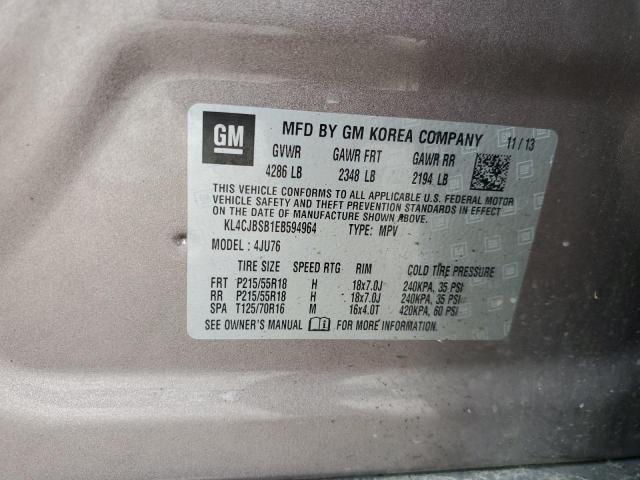 GM MFD BY GM KOREA COMPANY 11/13
GVWR GAWR FRT GAWR RR
4286 LB 2348 LB 2194 LB
THIS VEHICLE CONFORMS TO ALL APPLICABLE U.S. FEDERAL MOTOR
VEHICLE SAFETY AND THEFT PREVENTION STANDARDS IN EFFECT
ON THE DATE OF MANUFACTURE SHOWN ABOVE.
KL4CJBSB1EB594964 TYPE: MPV
MODEL: 4JU76
TIRE SIZE SPEED RTG RIM COLD TIRE PRESSURE
FRT P215/55R18 H 18x7.0J 240KPA, 35 PSI
RR P215/55R18 H 18x7.0J 240KPA, 35 PSI
SPA T125/70R16 M 16x4.0T 420KPA, 60 PSI
SEE OWNER'S MANUAL FOR MORE INFORMATION.